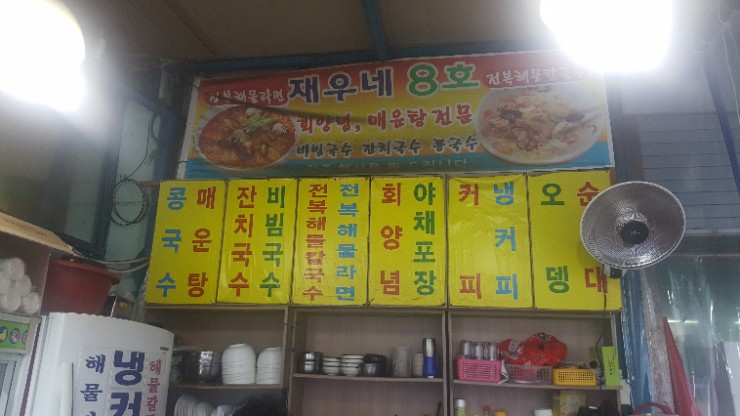 전복해물라면 재우네 8호 전복해물칼국수
회양념, 매운탕 전문
비빔국수 잔치국수 콩국수
콩국수
매운탕
잔치국수
비빔국수
전복해물칼국수
전복해물라면
회양념
야채포장
커피
냉커피
오뎅
순대
해물
냉커
해물칼